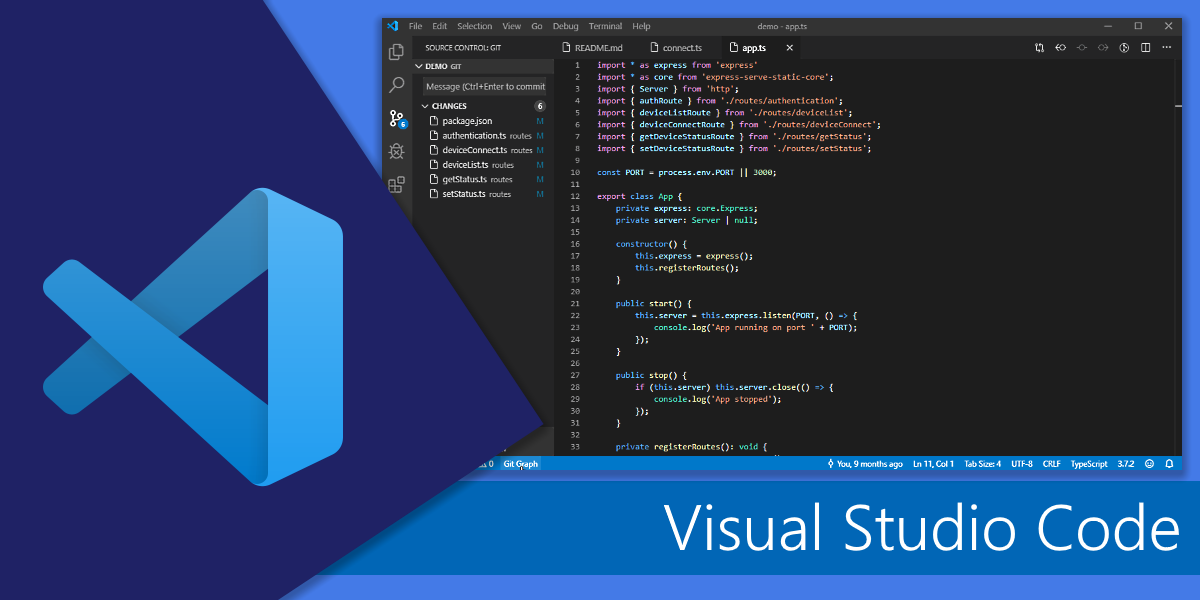 File Edit Selection View Go Debug Terminal Help
demo - app.ts
SOURCE CONTROL: GIT
README.md
connect.ts
app.ts
DEMO GIT
Message (Ctrl+Enter to commit
CHANGES 6
package.json M
authentication.ts routes M
deviceConnect.ts routes M
deviceList.ts routes M
getStatus.ts routes M
setStatus.ts routes M
6
1 import * as express from 'express'
2 import * as core from 'express-serve-static-core';
3 import { Server } from 'http';
4 import { authRoute } from './routes/authentication';
5 import { deviceListRoute } from './routes/deviceList';
6 import { deviceConnectRoute } from './routes/deviceConnect';
7 import { getDeviceStatusRoute } from './routes/getStatus';
8 import { setDeviceStatusRoute } from './routes/setStatus';
9
10 const PORT = process.env.PORT || 3000;
11
12 export class App {
13 private express: core.Express;
14 private server: Server | null;
15
16 constructor() {
17 this.express = express();
18 this.registerRoutes();
19 }
20
21 public start() {
22 this.server = this.express.listen(PORT, () => {
23 console.log('App running on port ' + PORT);
24 });
25 }
26
27 public stop() {
28 if (this.server) this.server.close(() => {
29 console.log('App stopped');
30 });
31 }
32
33 private registerRoutes(): void {
0 Git Graph
You, 9 months ago Ln 11, Col 1 Tab Size: 4 UTF-8 CRLF TypeScript 3.7.2
Visual Studio Code